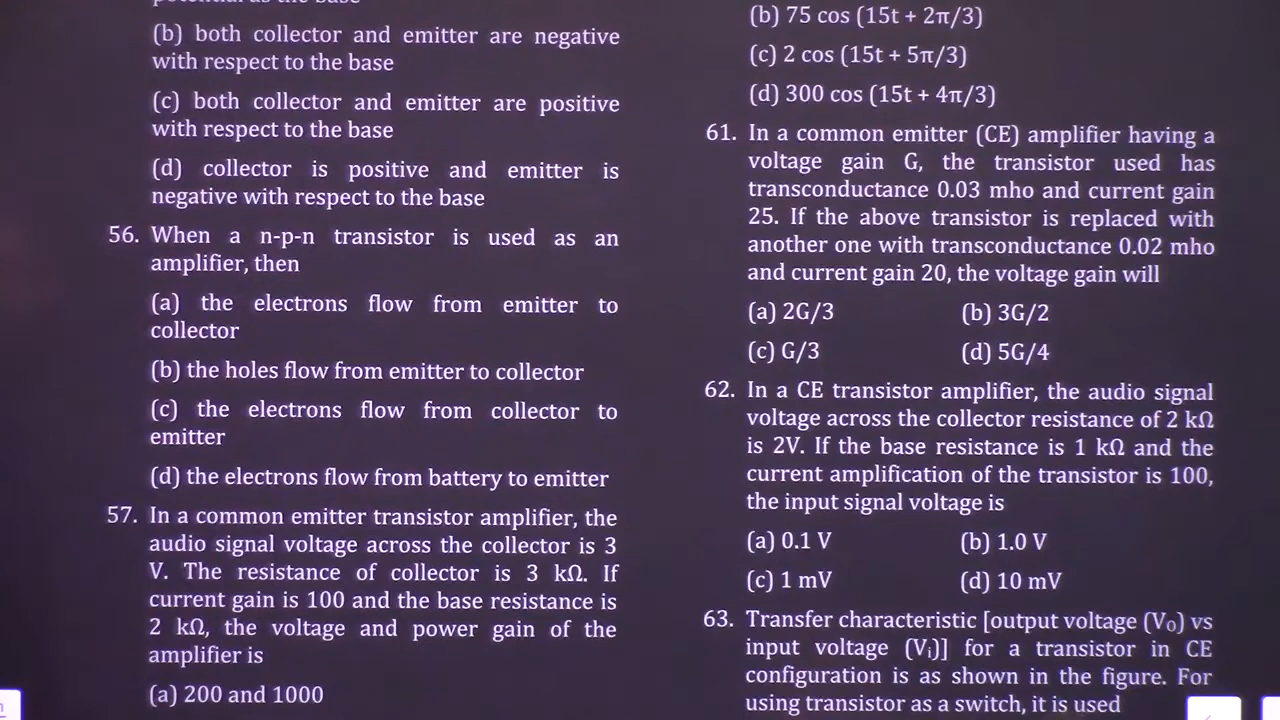 (b) both collector and emitter are negative
with respect to the base
(c) both collector and emitter are positive
with respect to the base
(d) collector is positive and emitter is
negative with respect to the base
56. When a n-p-n transistor is used as an
amplifier, then
(a) the electrons flow from emitter to
collector
(b) the holes flow from emitter to collector
(c) the electrons flow from collector to
emitter
(d) the electrons flow from battery to emitter
57. In a common emitter transistor amplifier, the
audio signal voltage across the collector is 3
V. The resistance of collector is 3 kΩ. If
current gain is 100 and the base resistance is
2 kΩ, the voltage and power gain of the
amplifier is
(a) 200 and 1000
(b) 75 cos (15t + 2π/3)
(c) 2 cos (15t + 5π/3)
(d) 300 cos (15t + 4π/3)
61. In a common emitter (CE) amplifier having a
voltage gain G, the transistor used has
transconductance 0.03 mho and current gain
25. If the above transistor is replaced with
another one with transconductance 0.02 mho
and current gain 20, the voltage gain will
(a) 2G/3 (b) 3G/2
(c) G/3 (d) 5G/4
62. In a CE transistor amplifier, the audio signal
voltage across the collector resistance of 2 kΩ
is 2V. If the base resistance is 1 kΩ and the
current amplification of the transistor is 100,
the input signal voltage is
(a) 0.1 V (b) 1.0 V
(c) 1 mV (d) 10 mV
63. Transfer characteristic [output voltage (V₀) vs
input voltage (Vᵢ)] for a transistor in CE
configuration is as shown in the figure. For
using transistor as a switch, it is used